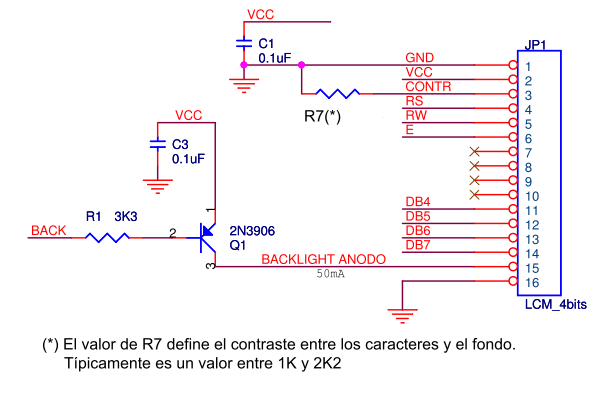 VCC
C1
0.1uF
JP1
GND 1
VCC 2
CONTR 3
R7(*)
RS 4
RW 5
E 6
7
8
9
10
DB4 11
DB5 12
DB6 13
DB7 14
BACKLIGHT ANODO 15
50mA
16
LCM_4bits
VCC
C3
0.1uF
1
2N3906
Q1
BACK
R1 3K3
2
3
(*) El valor de R7 define el contraste entre los caracteres y el fondo.
Típicamente es un valor entre 1K y 2K2